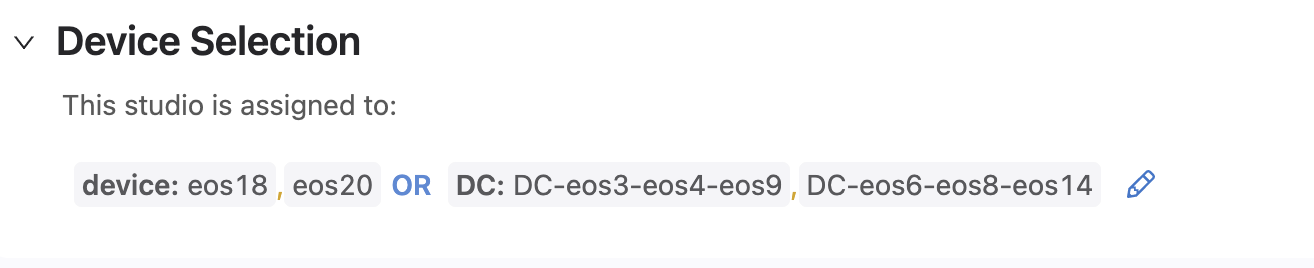 Device Selection
This studio is assigned to:
device: eos18, eos20 OR DC: DC-eos3-eos4-eos9, DC-eos6-eos8-eos14